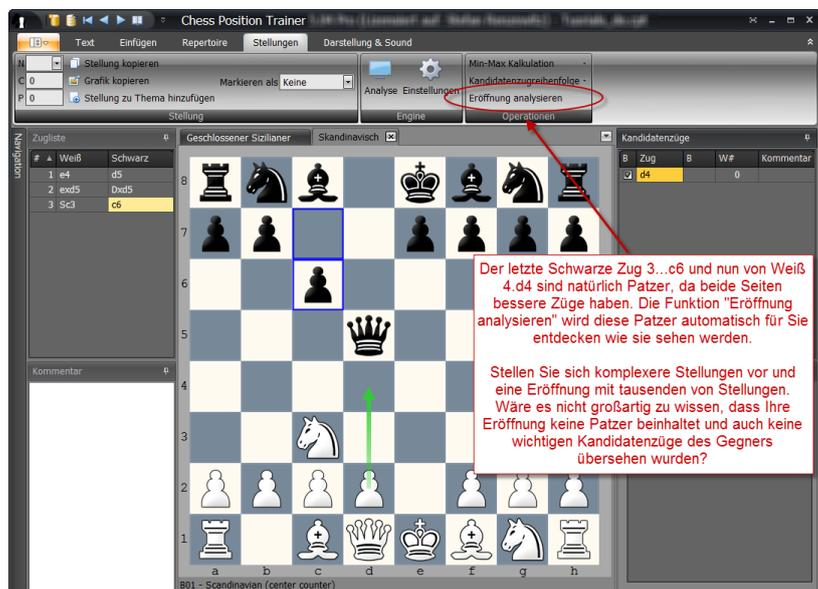 Chess Position Trainer
Text Einfügen Repertoire Stellungen Darstellung & Sound
N
Stellung kopieren
C 0
Grafik kopieren
P 0
Stellung zu Thema hinzufügen
Markieren als Keine
Stellung
Analyse Einstellungen
Engine
Min-Max Kalkulation
Kandidatenzugreihenfolge
Eröffnung analysieren
Operationen
Navigation
Zugliste
# Weiß Schwarz
1 e4 d5
2 exd5 Dxd5
3 Sc3 c6
Kommentar
Geschlossener Sizilianer Skandinavisch
8
7
6
5
4
3
2
1
a b c d e f g h
B01 - Scandinavian (center counter)
Kandidatenzüge
B Zug B W# Kommentar
d4 0
Der letzte Schwarze Zug 3...c6 und nun von Weiß
4.d4 sind natürlich Patzer, da beide Seiten
bessere Züge haben. Die Funktion "Eröffnung
analysieren" wird diese Patzer automatisch für Sie
entdecken wie sie sehen werden.
Stellen Sie sich komplexere Stellungen vor und
eine Eröffnung mit tausenden von Stellungen.
Wäre es nicht großartig zu wissen, dass Ihre
Eröffnung keine Patzer beinhaltet und auch keine
wichtigen Kandidatenzüge des Gegners
übersehen wurden?